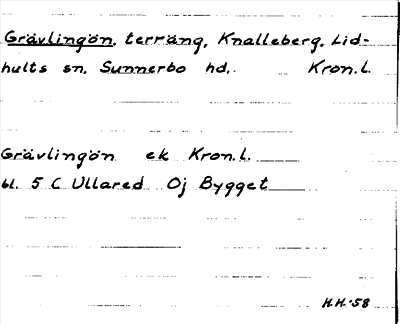 Grävlingön, terräng, Knalleberg, Lid-
hults sn, Sunnerbo hd,. Kron.l.
Grävlingön ek Kron.l.
bl. 5 C Ullared Oj Bygget
H.H.-58